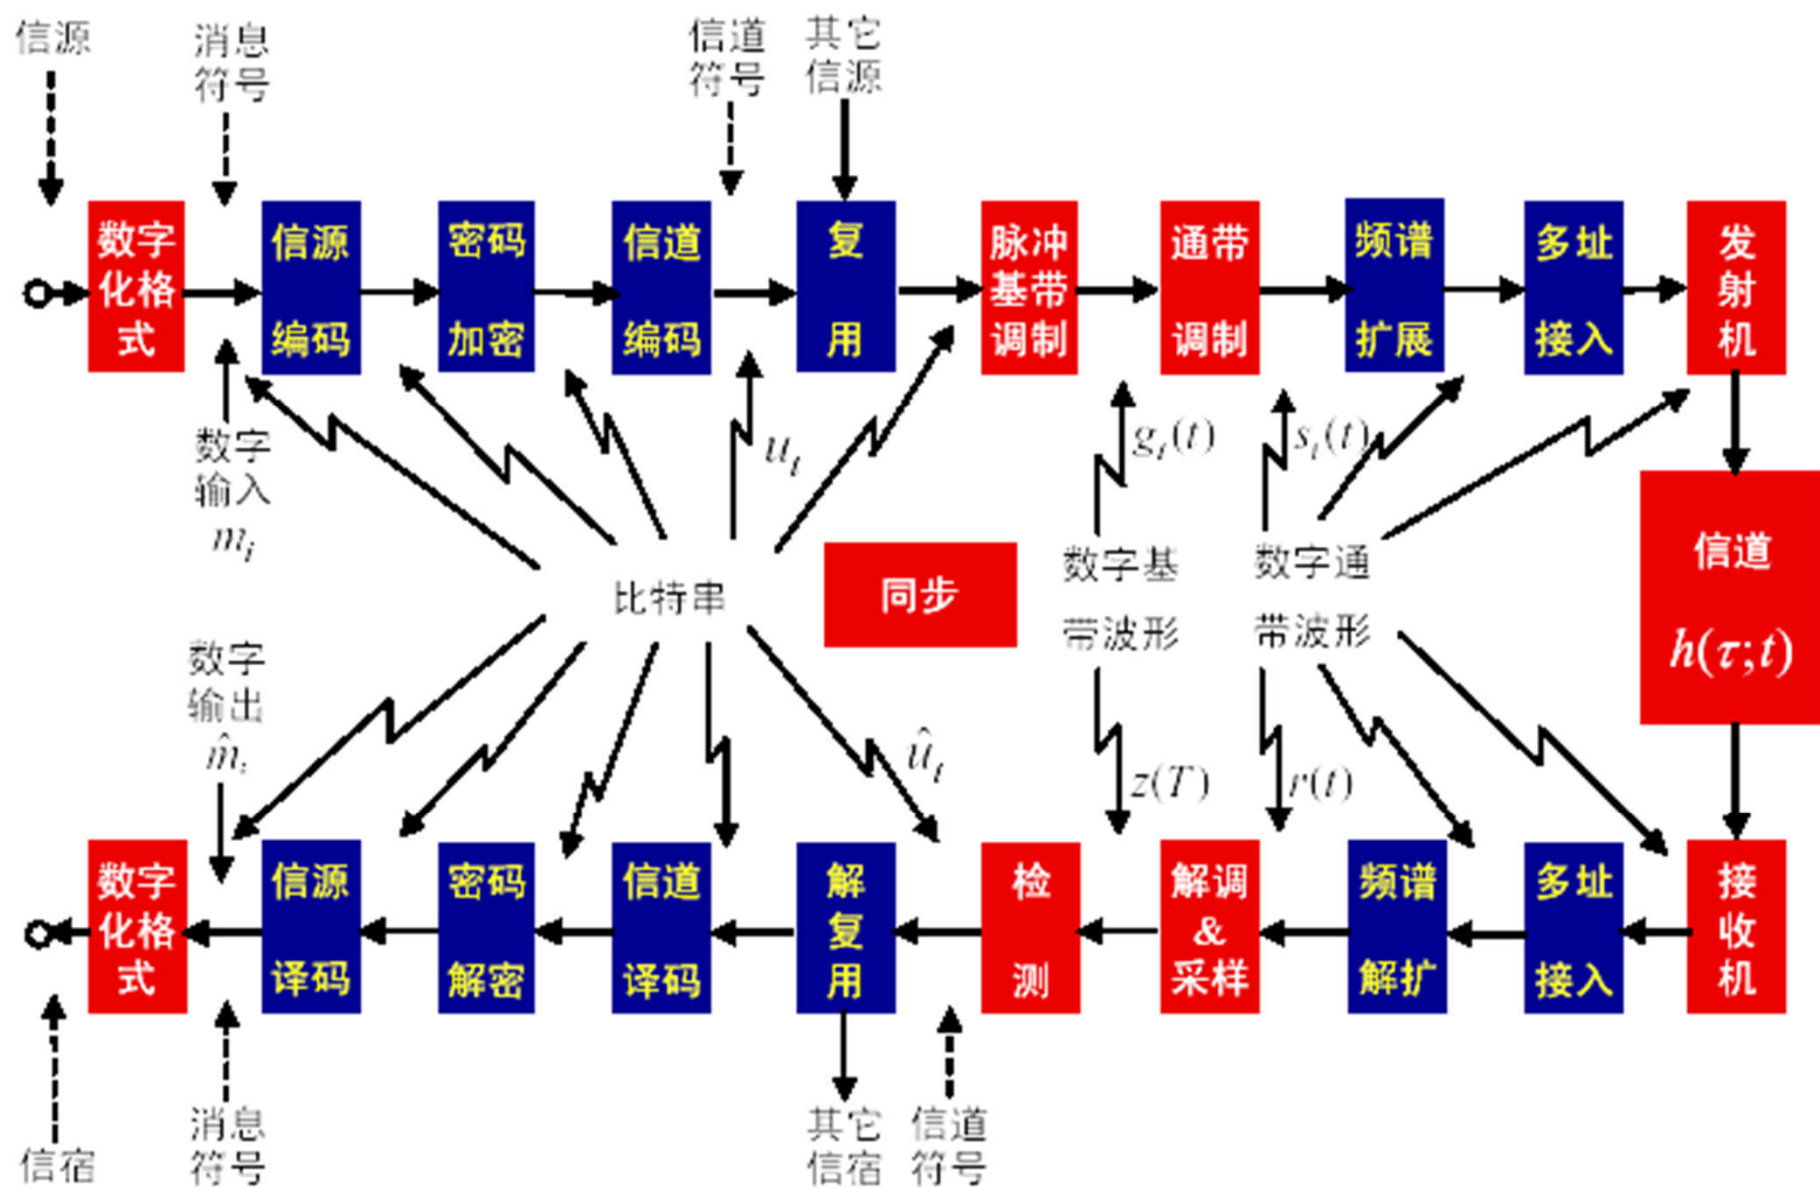 信源
消息
符号
信道
符号
其它
信源
数字
化格
式
信源
编码
密码
加密
信道
编码
复
用
脉冲
基带
调制
通带
调制
频谱
扩展
多址
接入
发
射
机
数字
输入
m_i
u_i
g_i(t)
s_i(t)
比特串
同步
数字基
带波形
数字通
带波形
信道
h(τ;t)
数字
输出
m̂_i
û_i
z(T)
r(t)
数字
化格
式
信源
译码
密码
解密
信道
译码
解
复
用
检
测
解调
&
采样
频谱
解扩
多址
接入
接
收
机
信宿
消息
符号
其它
信宿
信道
符号